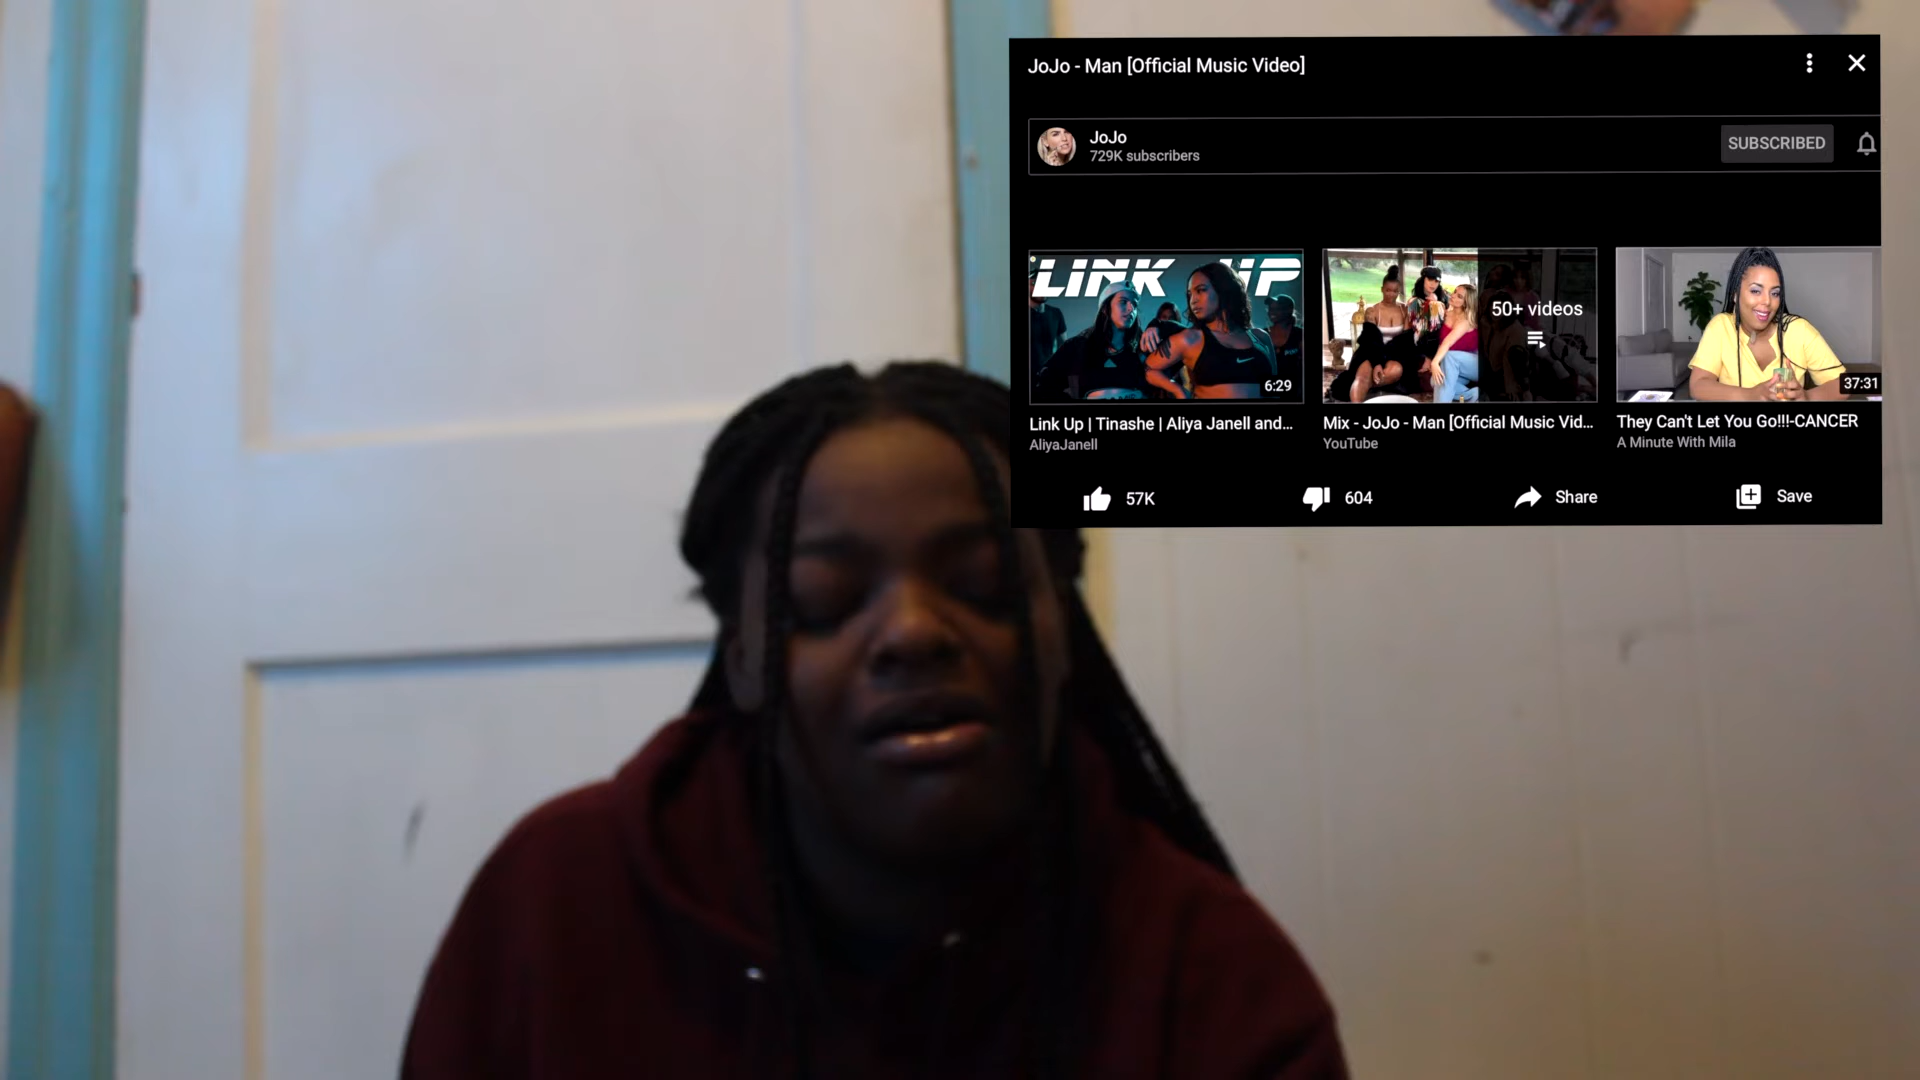 JoJo - Man [Official Music Video]
JoJo
729K subscribers
SUBSCRIBED
LINK UP
6:29
50+ videos
37:31
Link Up | Tinashe | Aliya Janell and...
AliyaJanell
Mix - JoJo - Man [Official Music Vid...
YouTube
They Can't Let You Go!!!-CANCER
A Minute With Mila
57K
604
Share
Save